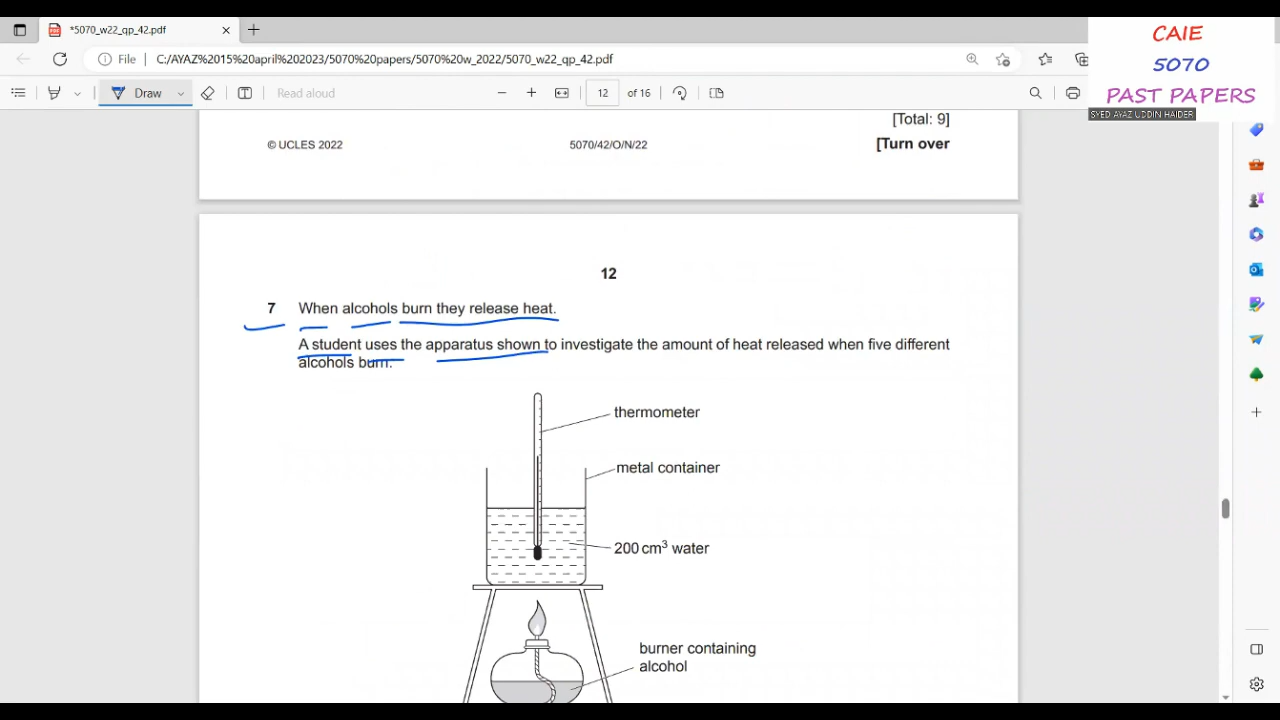 *5070_w22_qp_42.pdf
File C:/AYAZ%2015%20april%202023/5070%20papers/5070%20w_2022/5070_w22_qp_42.pdf
CAIE
5070
PAST PAPERS
SYED AYAZ UDDIN HAIDER
Draw
Read aloud
12 of 16
[Total: 9]
© UCLES 2022
5070/42/O/N/22
[Turn over
12
7 When alcohols burn they release heat.
A student uses the apparatus shown to investigate the amount of heat released when five different
alcohols burn.
thermometer
metal container
200 cm³ water
burner containing
alcohol